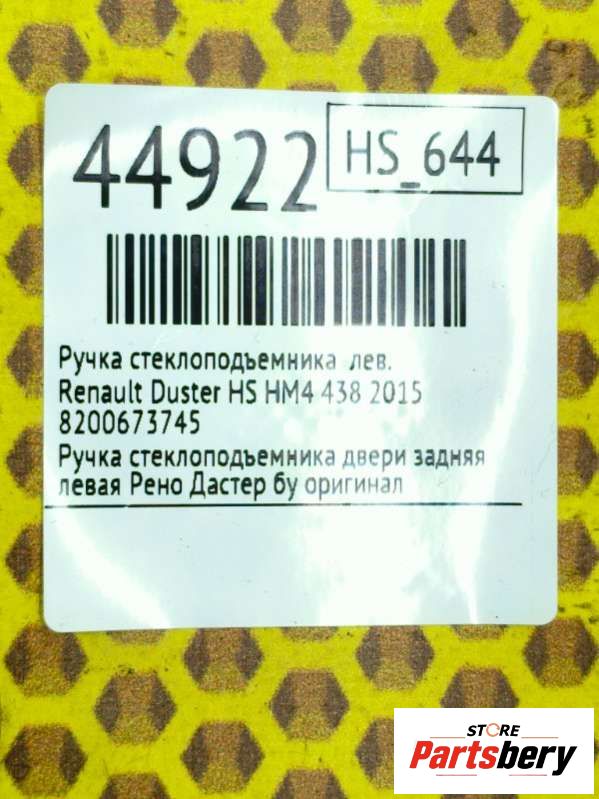 44922
HS_644
Ручка стеклоподъемника лев.
Renault Duster HS HM4 438 2015
8200673745
Ручка стеклоподъемника двери задняя
левая Рено Дастер бу оригинал
STORE
Partsbery